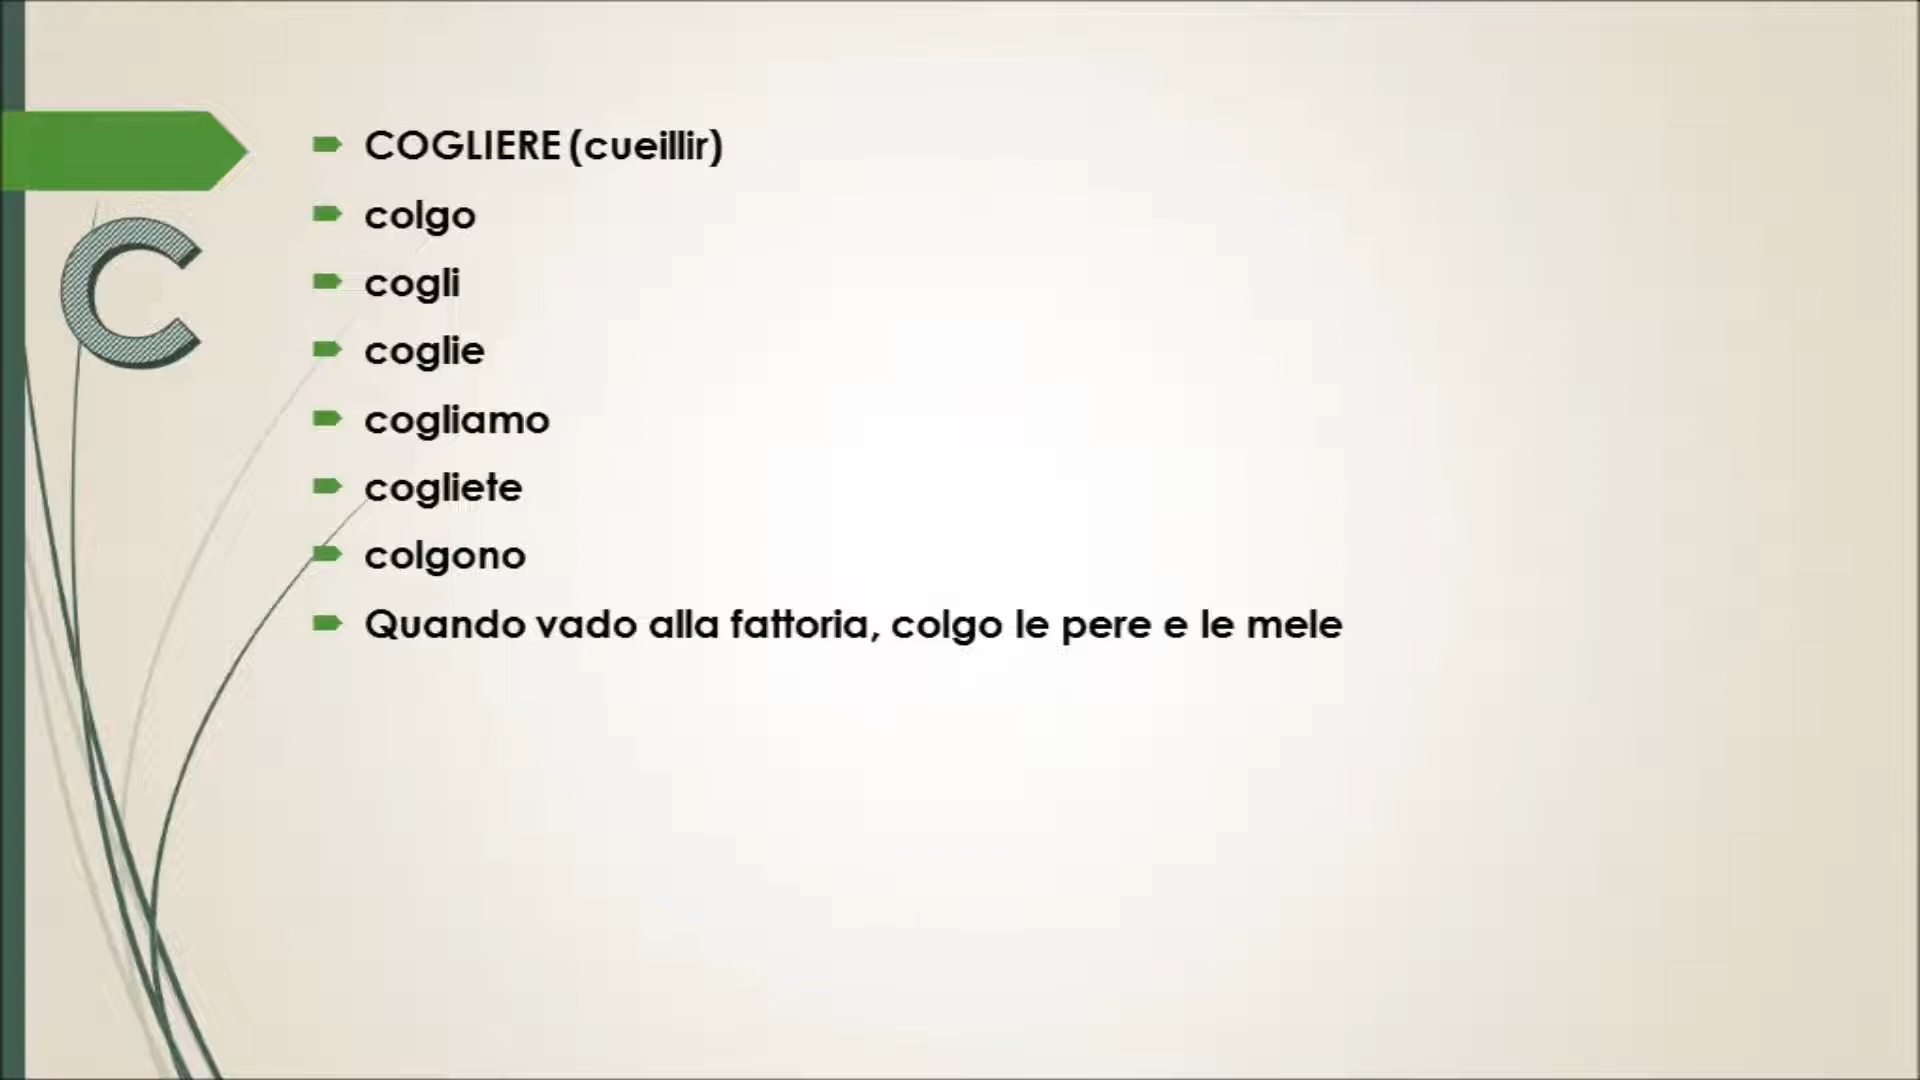 C
COGLIERE (cueillir)
colgo
cogli
coglie
cogliamo
cogliete
colgono
Quando vado alla fattoria, colgo le pere e le mele